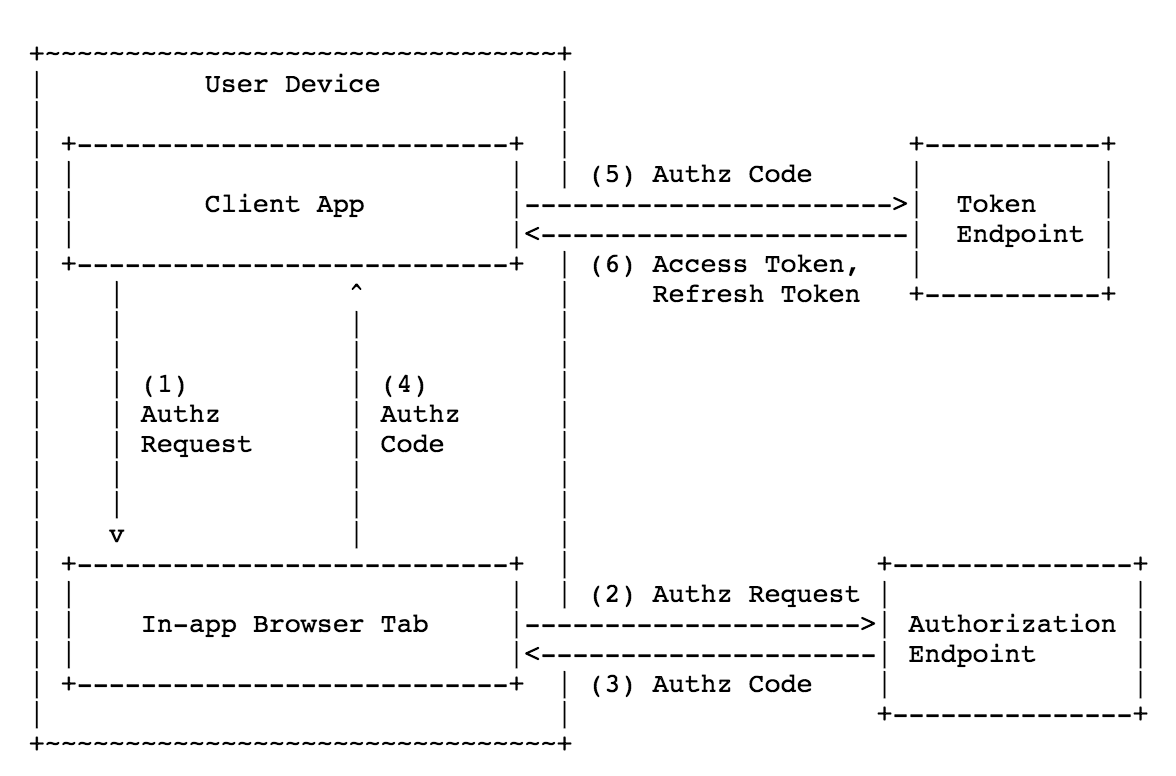 User Device
(5) Authz Code
Client App
Token
Endpoint
(6) Access Token,
Refresh Token
(1)
Authz
Request
(4)
Authz
Code
(2) Authz Request
In-app Browser Tab
Authorization
Endpoint
(3) Authz Code